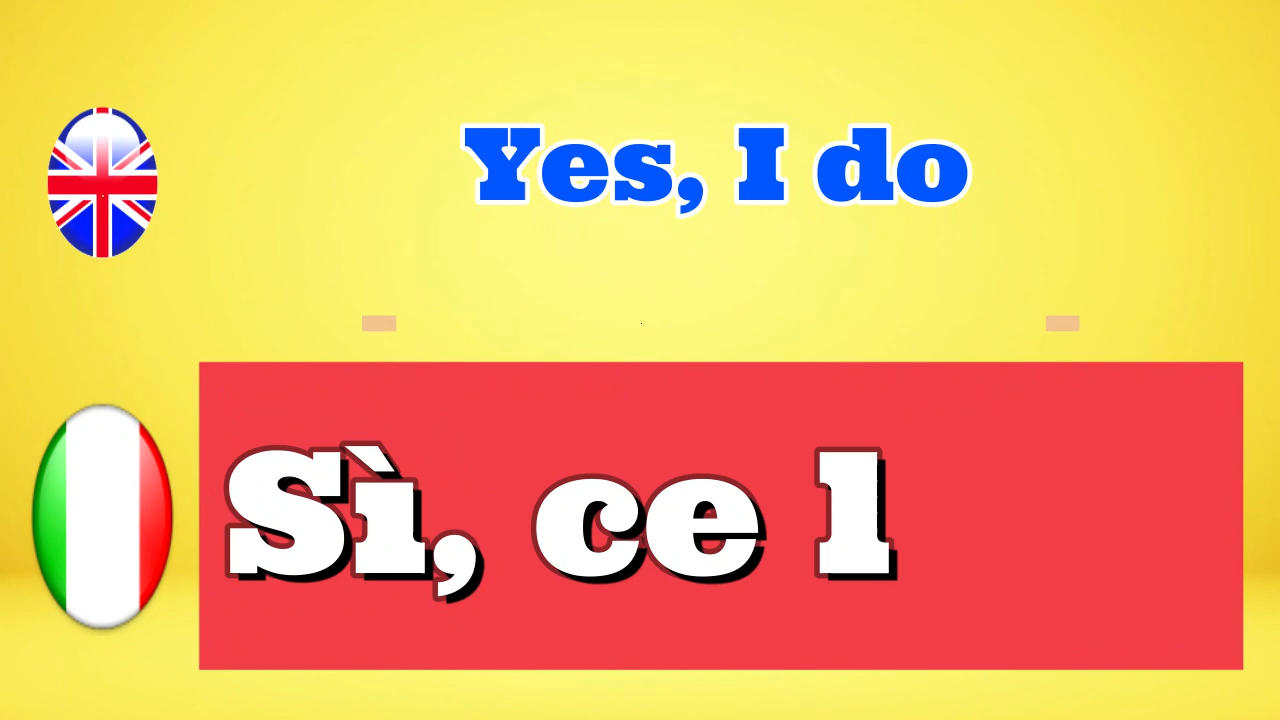 Yes, I do
Sì, ce l